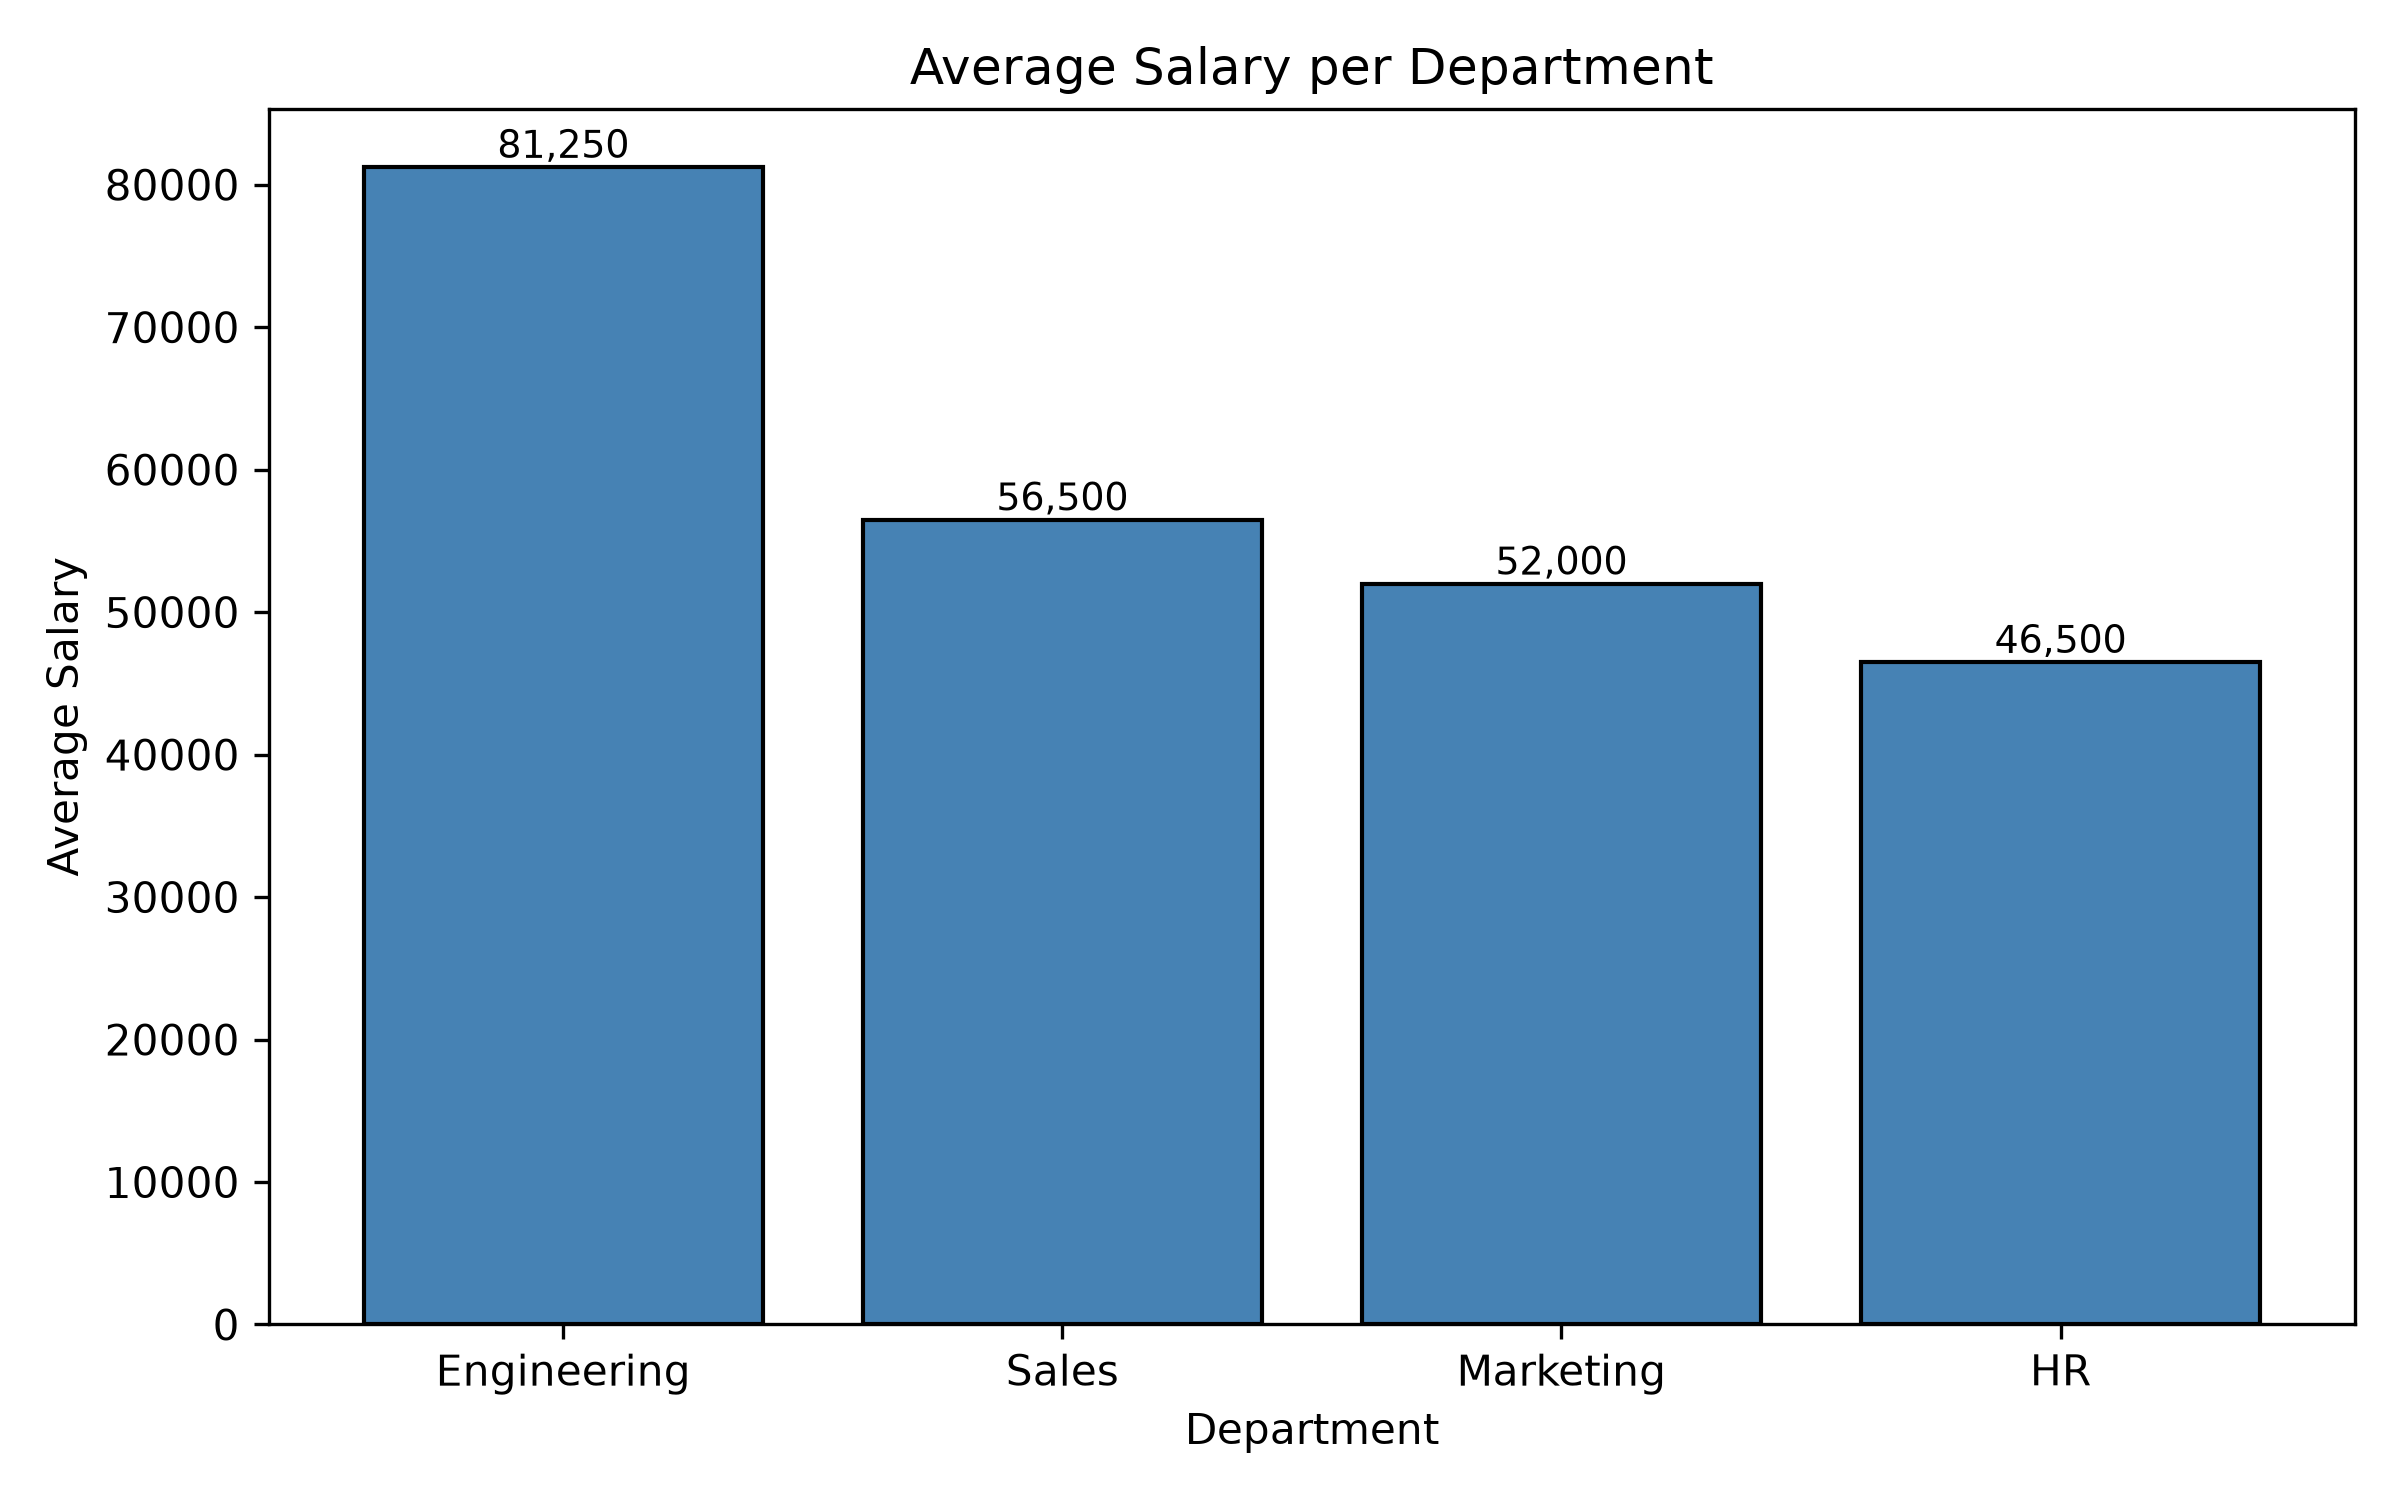 Average Salary per Department
81,250
56,500
52,000
46,500
80000
70000
60000
50000
40000
30000
20000
10000
0
Average Salary
Engineering
Sales
Marketing
HR
Department